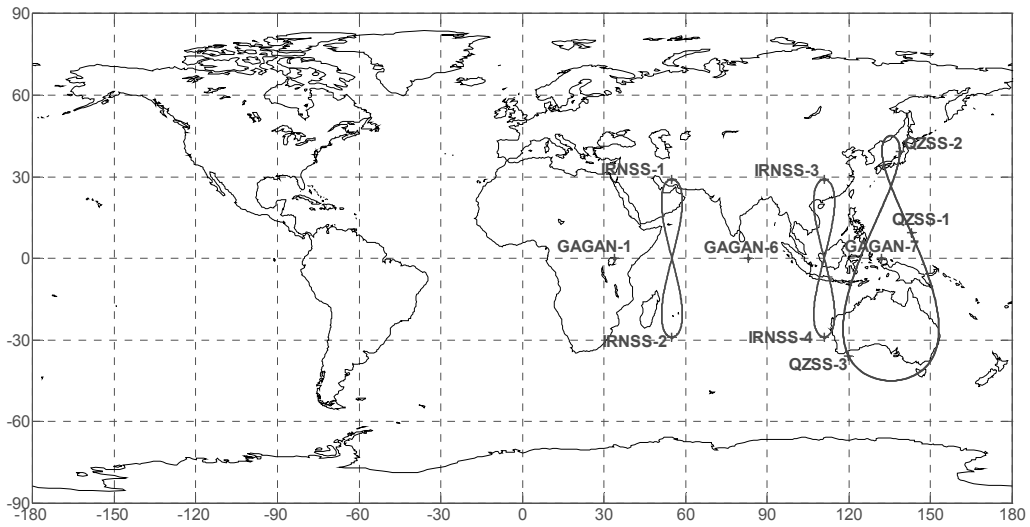 90
60
QZSS-2
30
IRNSS-1
IRNSS-3
QZSS-1
GAGAN-1
GAGAN-6
GAGAN-7
0
-30
IRNSS-2
IRNSS-4
QZSS-3
-60
-90
-180 -150 -120 -90 -60 -30 0 30 60 90 120 150 180